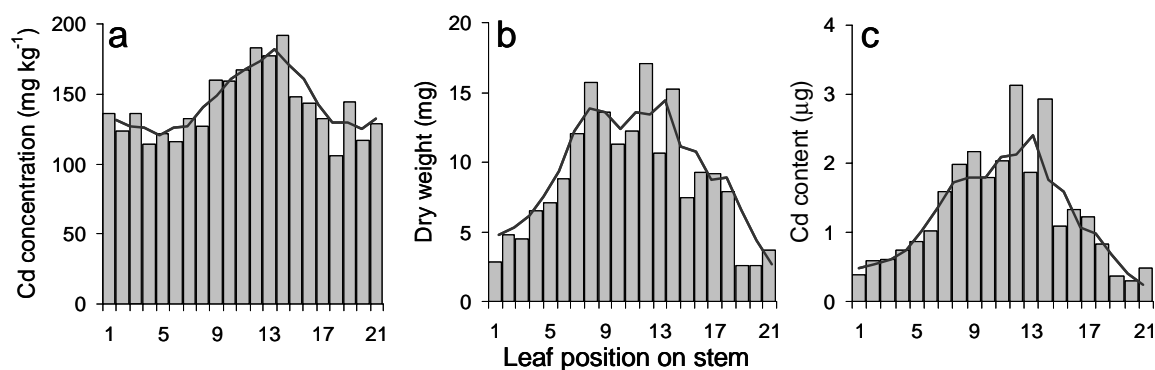 a
Cd concentration (mg kg⁻¹)
200
150
100
50
0
1 5 9 13 17 21
b
Dry weight (mg)
20
15
10
5
0
1 5 9 13 17 21
c
Cd content (µg)
4
3
2
1
0
1 5 9 13 17 21
Leaf position on stem